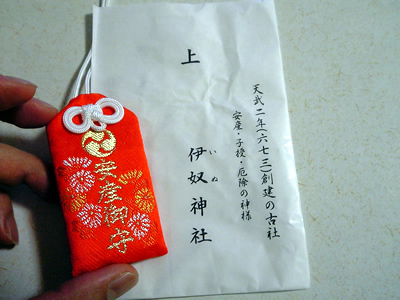 安産御守
上
天武二年(六七三)創建の古社
安産・子授・厄除の神様
いぬ
伊奴神社